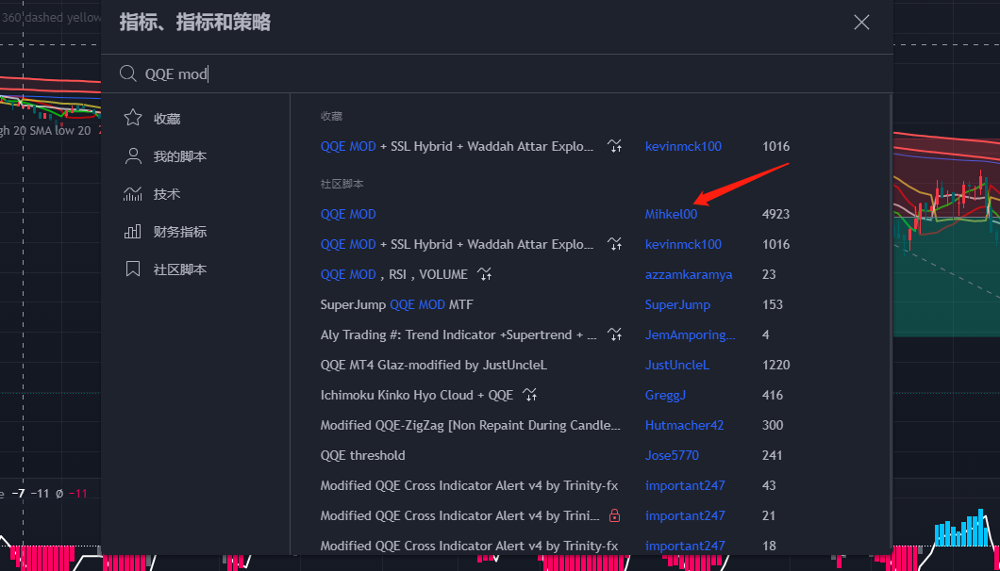 360 dashed yellow
指标、指标和策略
QQE mod
gh 20 SMA low 20 2
收藏
我的脚本
技术
财务指标
社区脚本
收藏
QQE MOD + SSL Hybrid + Waddah Attar Explo... kevinmck100 1016
社区脚本
QQE MOD Mihkel00 4923
QQE MOD + SSL Hybrid + Waddah Attar Explo... kevinmck100 1016
QQE MOD , RSI , VOLUME azzamkaramya 23
SuperJump QQE MOD MTF SuperJump 153
Aly Trading #: Trend Indicator +Supertrend + ... JemAmporing... 4
QQE MT4 Glaz-modified by JustUncleL JustUncleL 1220
Ichimoku Kinko Hyo Cloud + QQE GreggJ 416
Modified QQE-ZigZag [Non Repaint During Candle... Hutmacher42 300
QQE threshold Jose5770 241
Modified QQE Cross Indicator Alert v4 by Trinity-fx important247 43
Modified QQE Cross Indicator Alert v4 by Trini... important247 21
Modified QQE Cross Indicator Alert v4 by Trinity-fx important247 18
e −7 −11 Ø −11